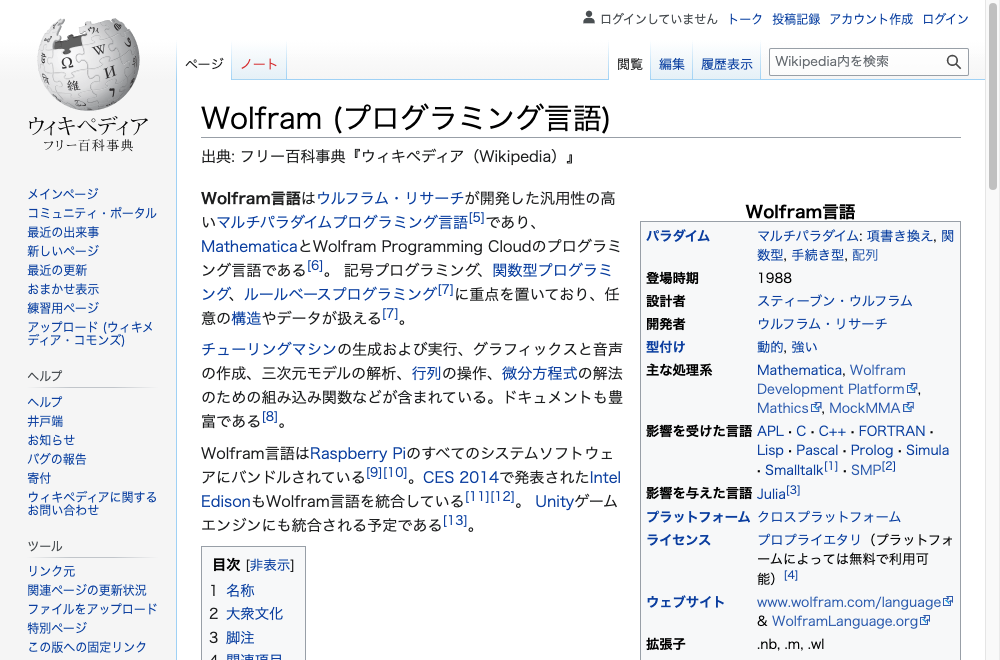 ログインしていません トーク 投稿記録 アカウント作成 ログイン
ページ ノート 閲覧 編集 履歴表示 Wikipedia内を検索
ウィキペディア
フリー百科事典
メインページ
コミュニティ・ポータル
最近の出来事
新しいページ
最近の更新
おまかせ表示
練習用ページ
アップロード (ウィキメ
ディア・コモンズ)
ヘルプ
ヘルプ
井戸端
お知らせ
バグの報告
寄付
ウィキペディアに関する
お問い合わせ
ツール
リンク元
関連ページの更新状況
ファイルをアップロード
特別ページ
この版への固定リンク
Wolfram (プログラミング言語)
出典: フリー百科事典『ウィキペディア（Wikipedia）』
Wolfram言語はウルフラム・リサーチが開発した汎用性の高
いマルチパラダイムプログラミング言語[5]であり、
MathematicaとWolfram Programming Cloudのプログラミ
ング言語である[6]。 記号プログラミング、関数型プログラミ
ング、ルールベースプログラミング[7]に重点を置いており、任
意の構造やデータが扱える[7]。
チューリングマシンの生成および実行、グラフィックスと音声
の作成、三次元モデルの解析、行列の操作、微分方程式の解法
のための組み込み関数などが含まれている。ドキュメントも豊
富である[8]。
Wolfram言語はRaspberry Piのすべてのシステムソフトウェ
アにバンドルされている[9][10]。CES 2014で発表されたIntel
EdisonもWolfram言語を統合している[11][12]。 Unityゲーム
エンジンにも統合される予定である[13]。
目次 [非表示]
1 名称
2 大衆文化
3 脚注
4 関連項目
Wolfram言語
パラダイム マルチパラダイム: 項書き換え, 関
数型, 手続き型, 配列
登場時期 1988
設計者 スティーブン・ウルフラム
開発者 ウルフラム・リサーチ
型付け 動的, 強い
主な処理系 Mathematica, Wolfram
Development Platform,
Mathics, MockMMA
影響を受けた言語 APL・C・C++・FORTRAN・
Lisp・Pascal・Prolog・Simula
・Smalltalk[1]・SMP[2]
影響を与えた言語 Julia[3]
プラットフォーム クロスプラットフォーム
ライセンス プロプライエタリ（プラットフォ
ームによっては無料で利用可
能）[4]
ウェブサイト www.wolfram.com/language
& WolframLanguage.org
拡張子 .nb, .m, .wl